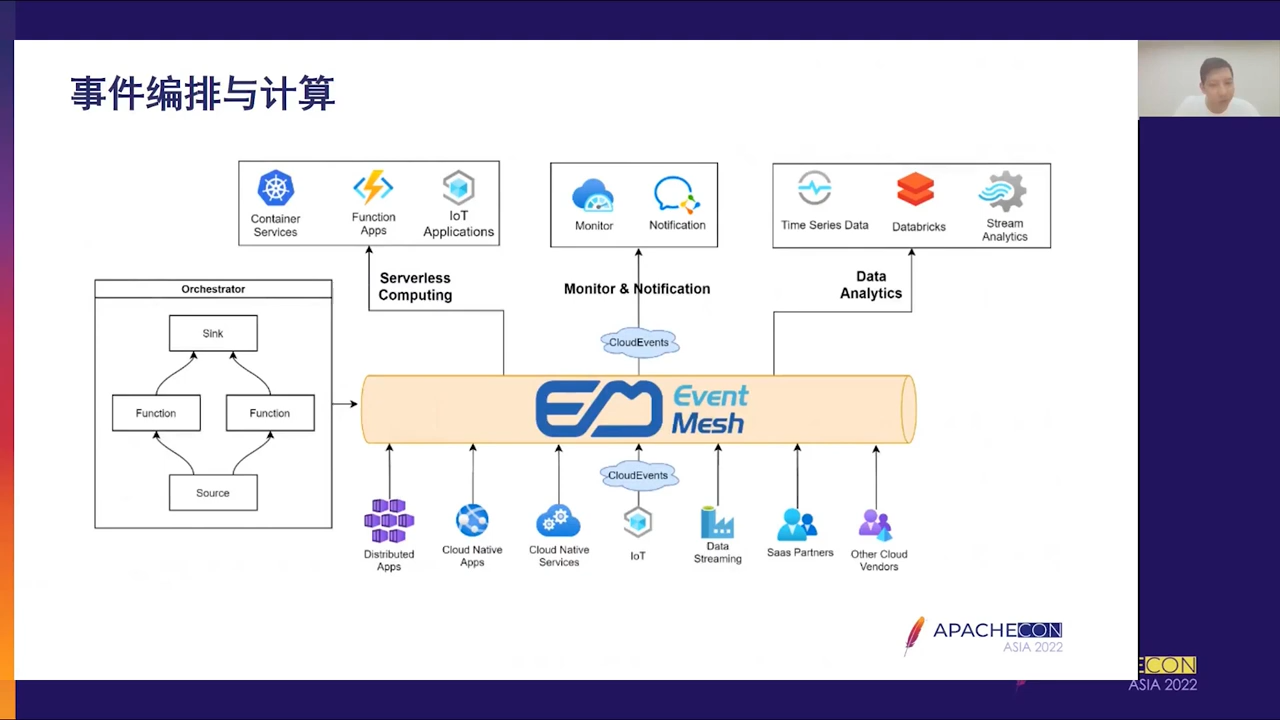 事件编排与计算
Container
Services
Function
Apps
IoT
Applications
Monitor
Notification
Time Series Data
Databricks
Stream
Analytics
Serverless
Computing
Monitor & Notification
Data
Analytics
Orchestrator
Sink
Function
Function
Source
CloudEvents
Event
Mesh
CloudEvents
Distributed
Apps
Cloud Native
Apps
Cloud Native
Services
IoT
Data
Streaming
Saas Partners
Other Cloud
Vendors
APACHECON
ASIA 2022
ECON
ASIA 2022